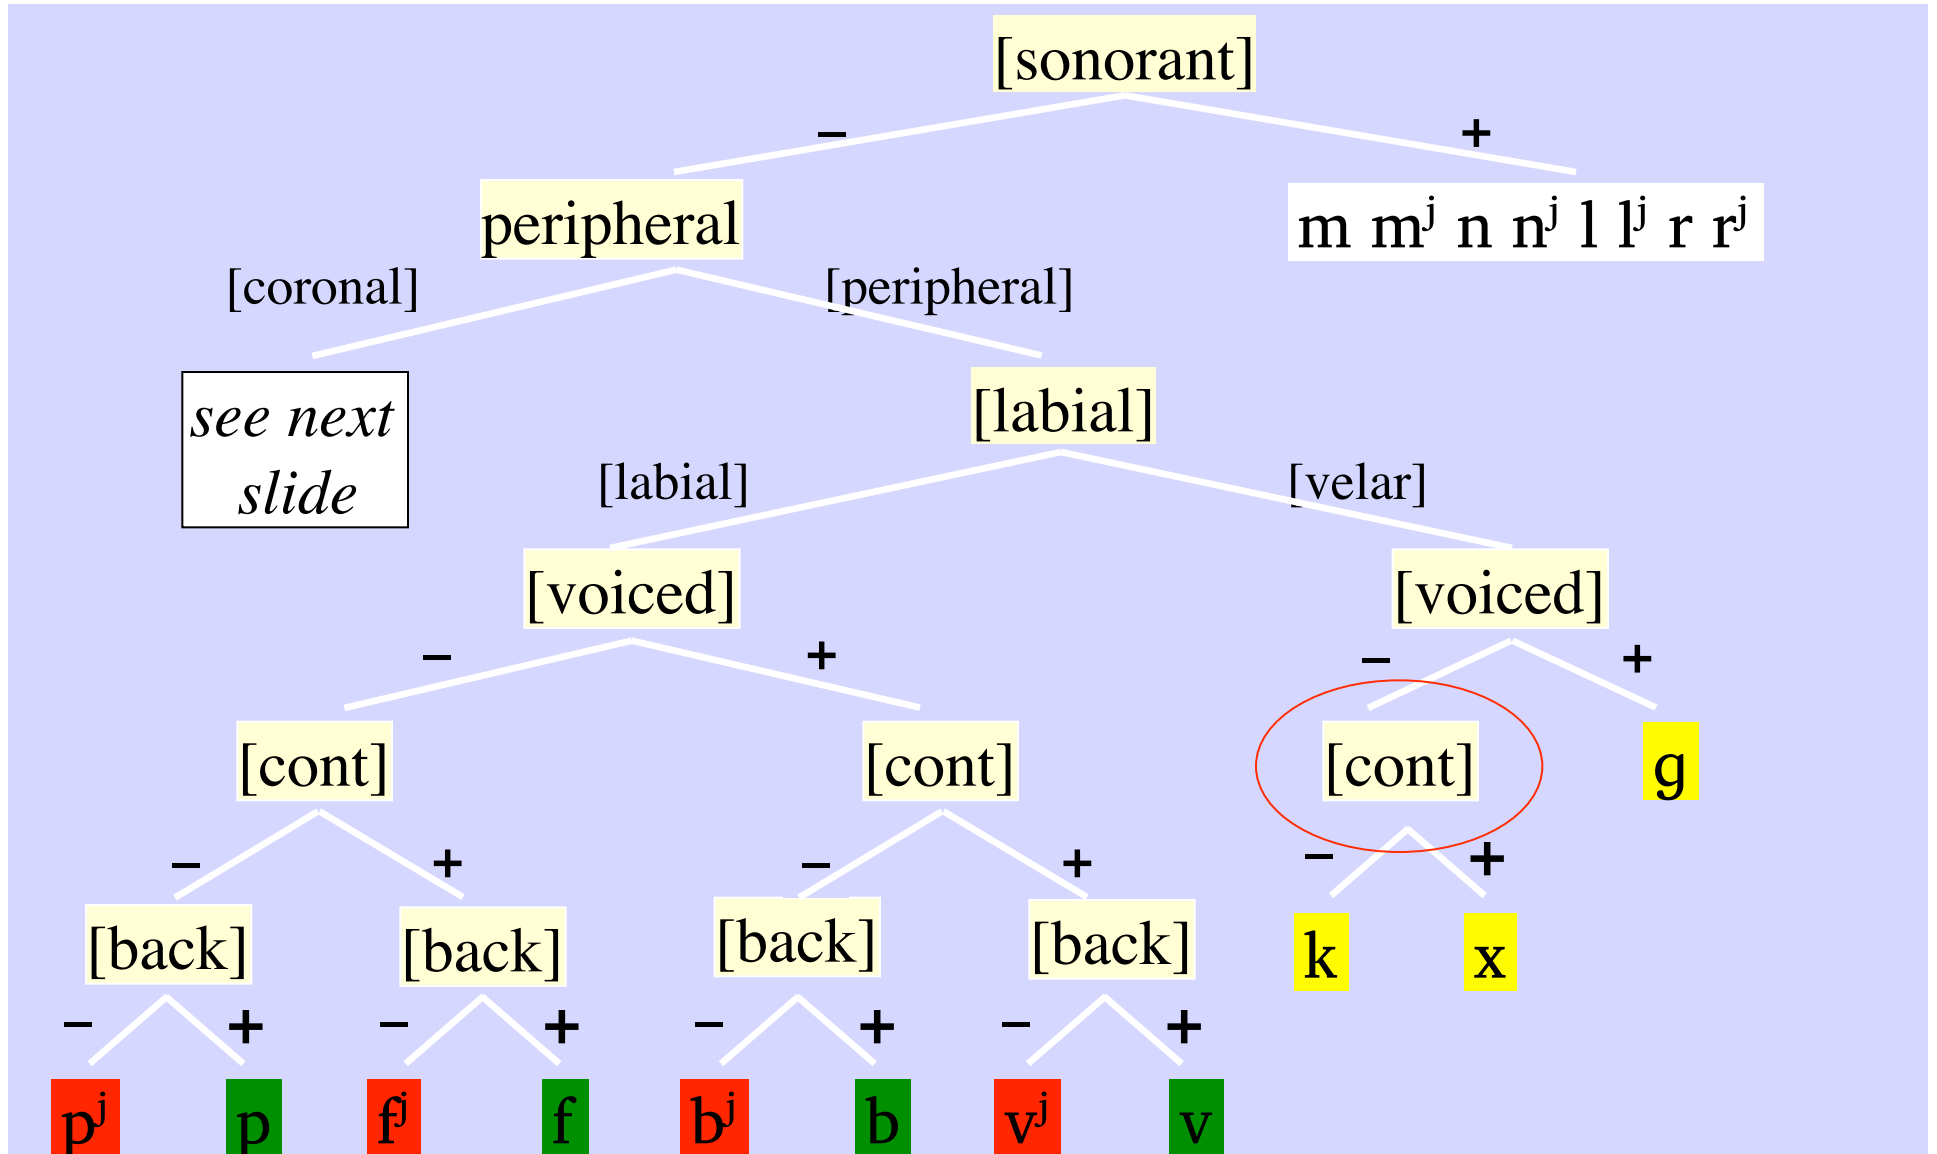 [sonorant]
– +
peripheral
m mʲ n nʲ l lʲ r rʲ
[coronal] [peripheral]
see next
slide
[labial]
[labial] [velar]
[voiced] [voiced]
– + – +
[cont] [cont] [cont] g
– + – + – +
[back] [back] [back] [back] k x
– + – + – + – +
pʲ p fʲ f bʲ b vʲ v